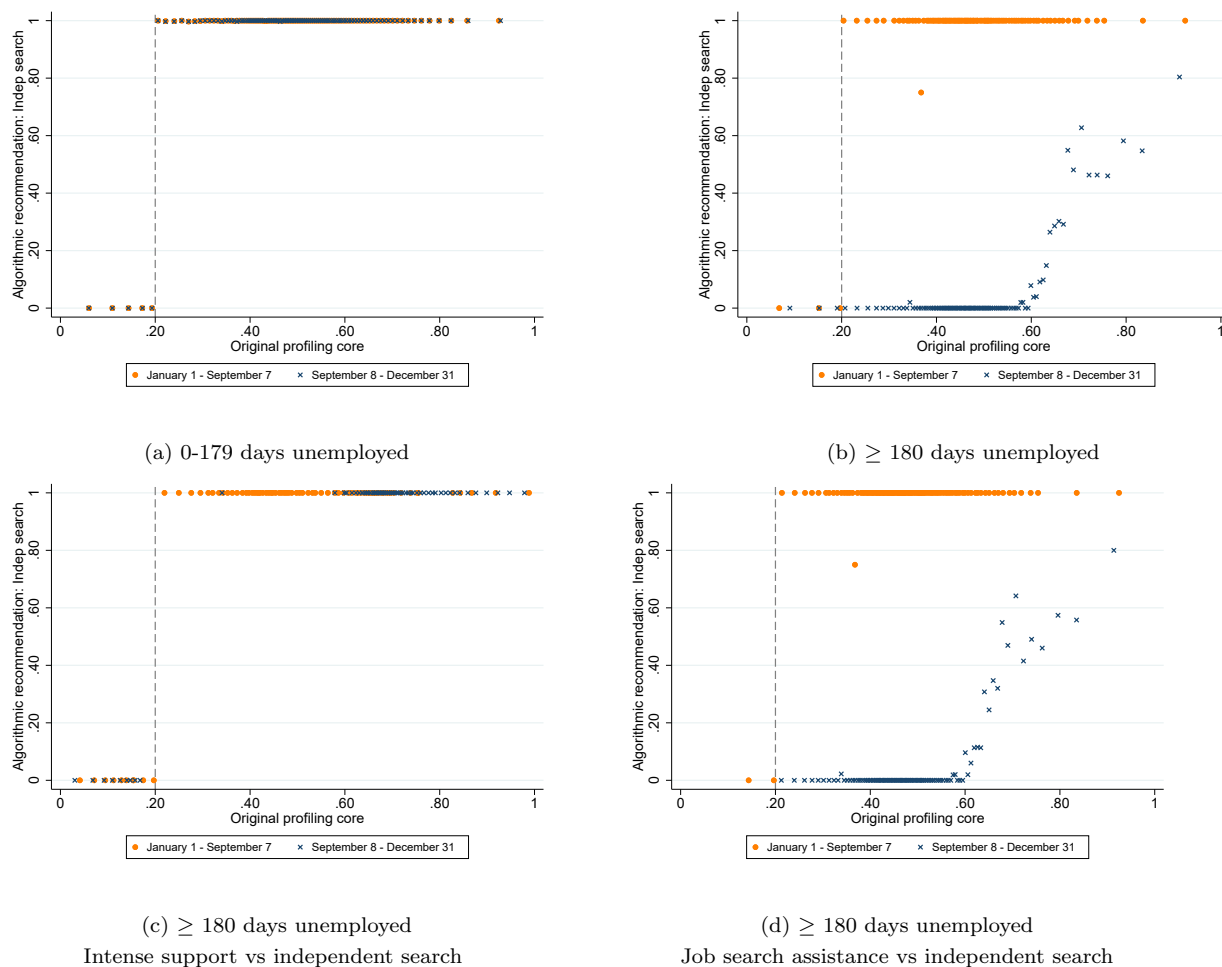 Algorithmic recommendation: Indep search
1
.80
.60
.40
.20
0
0 .20 .40 .60 .80 1
Original profiling core
January 1 - September 7 September 8 - December 31
(a) 0-179 days unemployed
Algorithmic recommendation: Indep search
1
.80
.60
.40
.20
0
0 .20 .40 .60 .80 1
Original profiling core
January 1 - September 7 September 8 - December 31
(b) ≥ 180 days unemployed
Algorithmic recommendation: Indep search
1
.80
.60
.40
.20
0
0 .20 .40 .60 .80 1
Original profiling core
January 1 - September 7 September 8 - December 31
(c) ≥ 180 days unemployed
Intense support vs independent search
Algorithmic recommendation: Indep search
1
.80
.60
.40
.20
0
0 .20 .40 .60 .80 1
Original profiling core
January 1 - September 7 September 8 - December 31
(d) ≥ 180 days unemployed
Job search assistance vs independent search